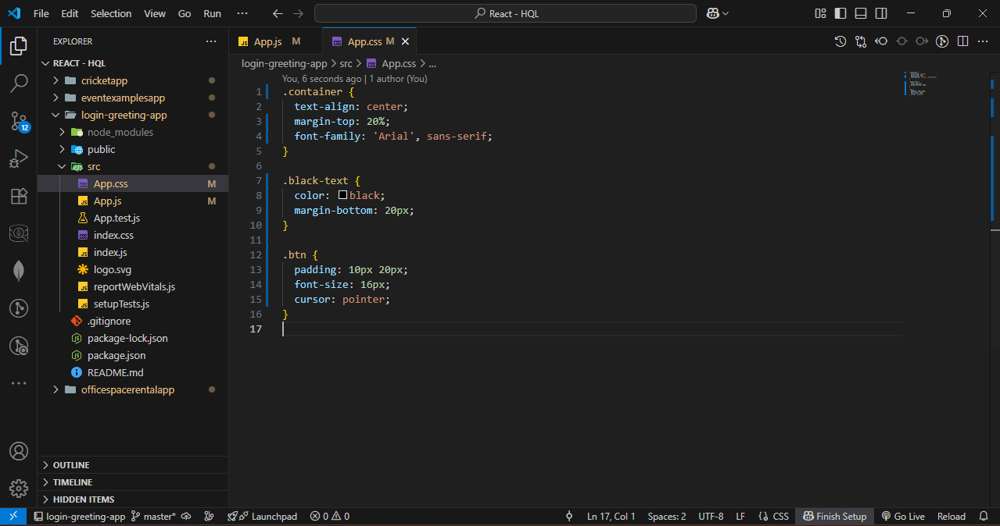 File Edit Selection View Go Run ··· React - HQL
EXPLORER ···
REACT - HQL
cricketapp
eventexamplesapp
login-greeting-app
node_modules
public
src
App.css M
App.js M
App.test.js
index.css
index.js
logo.svg
reportWebVitals.js
setupTests.js
.gitignore
package-lock.json
package.json
README.md
officespacerentalapp
OUTLINE
TIMELINE
HIDDEN ITEMS
12
App.js M App.css M
login-greeting-app > src > App.css > ...
You, 6 seconds ago | 1 author (You)
1 .container {
2 text-align: center;
3 margin-top: 20%;
4 font-family: 'Arial', sans-serif;
5 }
6
7 .black-text {
8 color: black;
9 margin-bottom: 20px;
10 }
11
12 .btn {
13 padding: 10px 20px;
14 font-size: 16px;
15 cursor: pointer;
16 }
17
login-greeting-app master* Launchpad 0 0 Ln 17, Col 1 Spaces: 2 UTF-8 LF {} CSS Finish Setup Go Live Reload